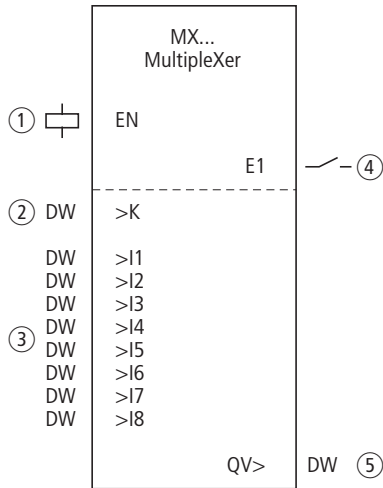 MX...
MultipleXer
① EN
E1 ④
② DW >K
DW >I1
DW >I2
DW >I3
③ DW >I4
DW >I5
DW >I6
DW >I7
DW >I8
QV> DW ⑤